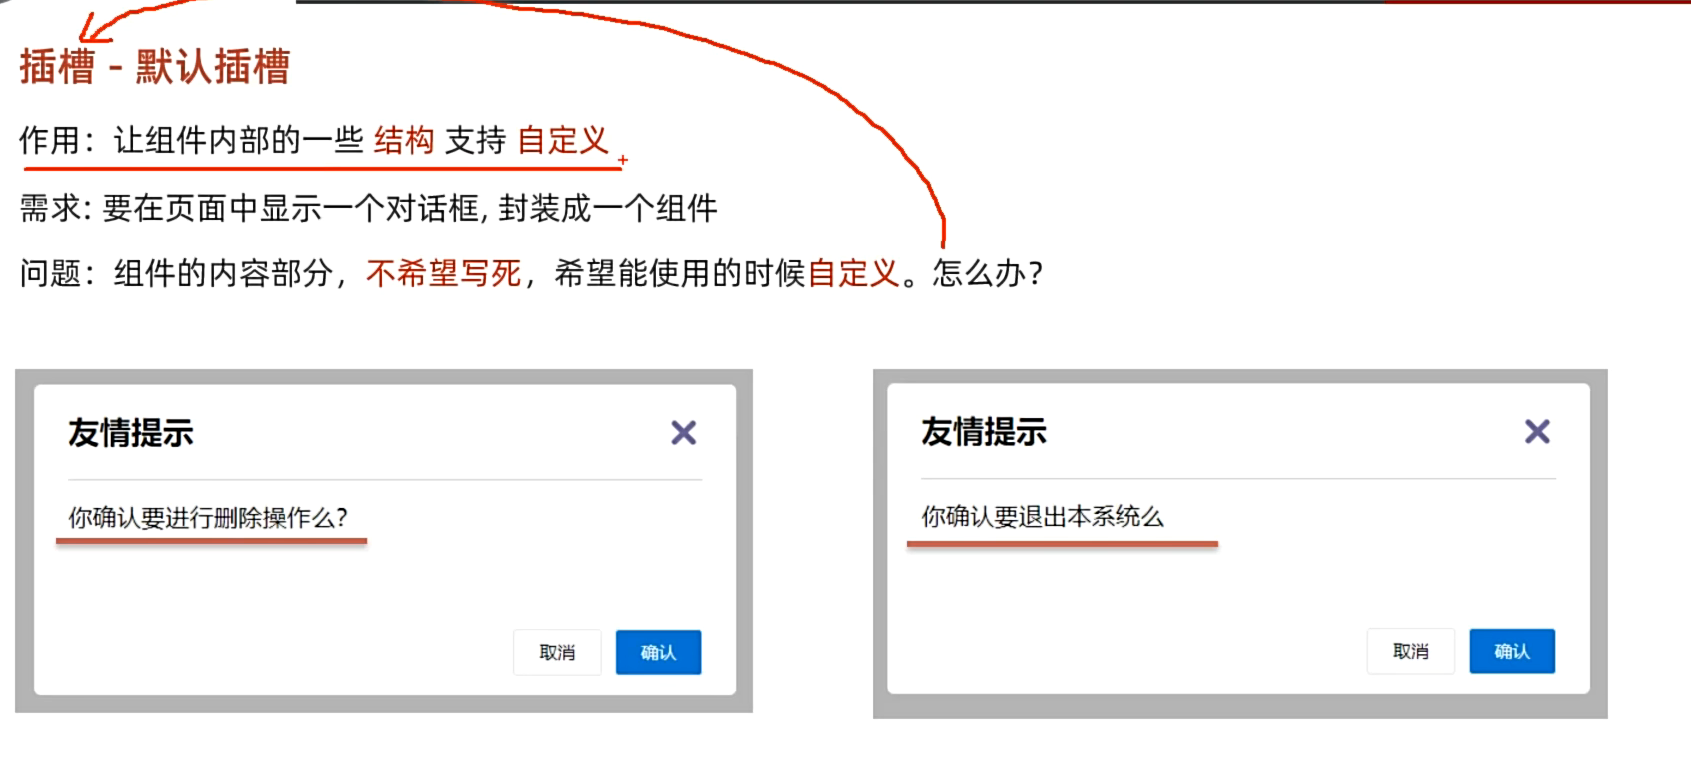 插槽 - 默认插槽
作用：让组件内部的一些 结构 支持 自定义
需求: 要在页面中显示一个对话框, 封装成一个组件
问题：组件的内容部分，不希望写死，希望能使用的时候自定义。怎么办?
友情提示
你确认要进行删除操作么?
取消 确认
友情提示
你确认要退出本系统么
取消 确认